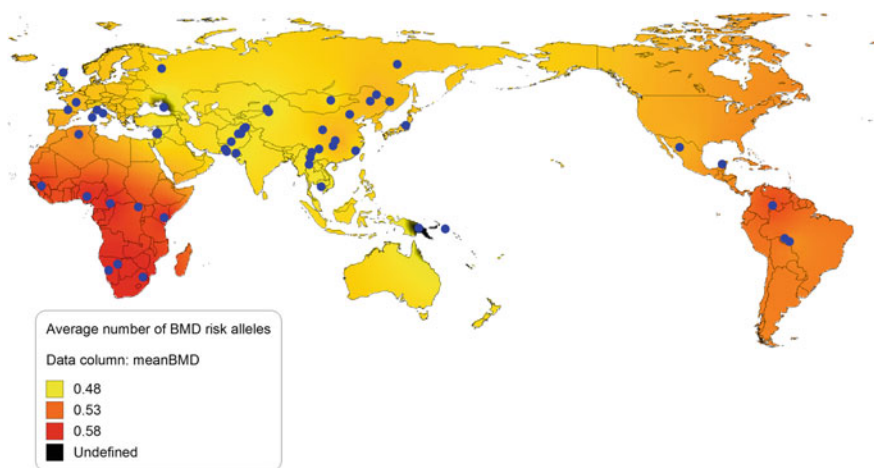 Average number of BMD risk alleles
Data column: meanBMD
0.48
0.53
0.58
Undefined